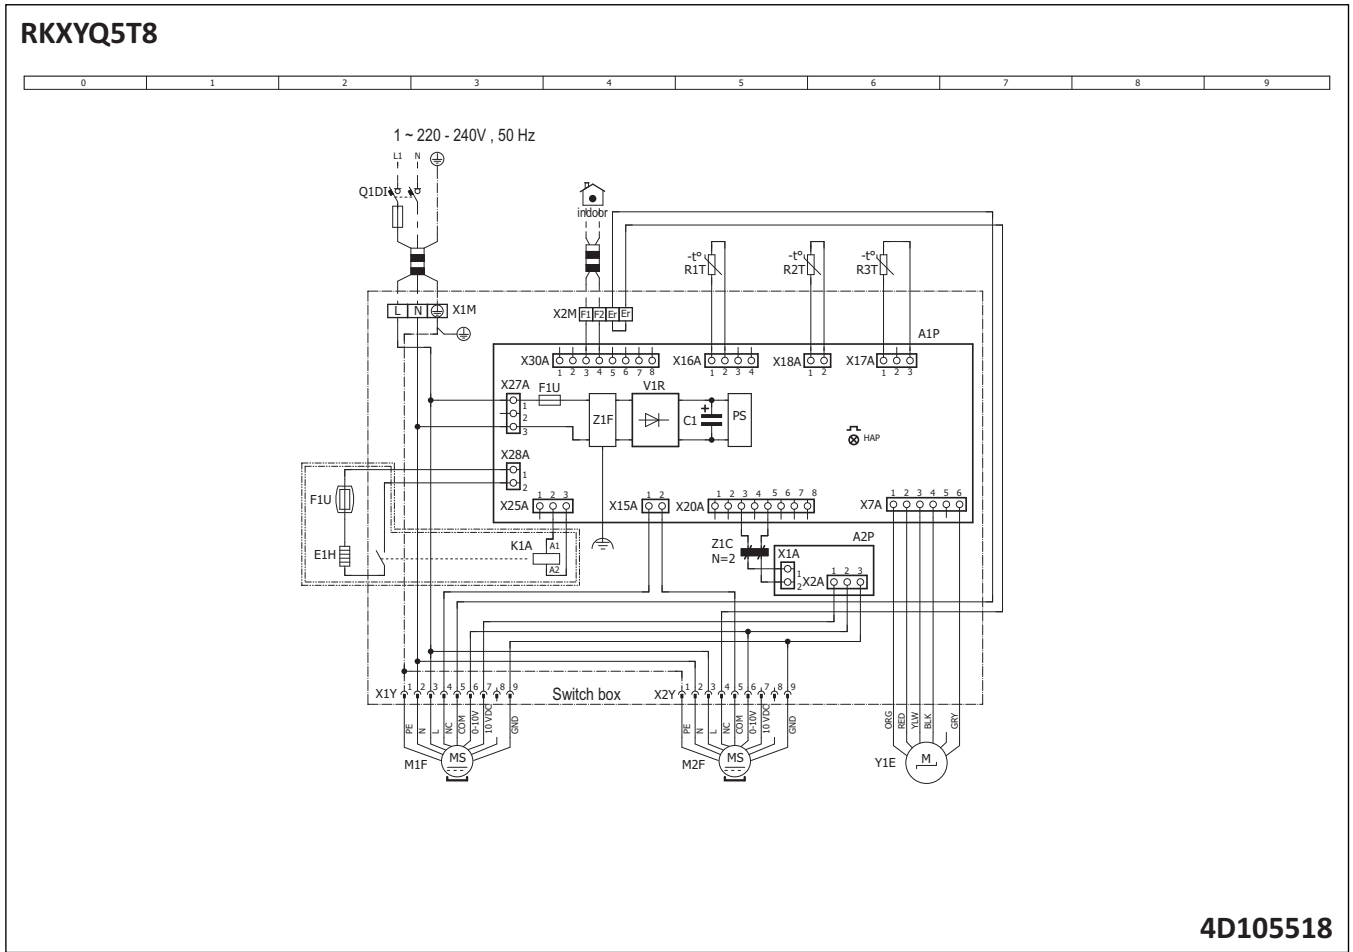 RKXYQ5T8
0 1 2 3 4 5 6 7 8 9
1 ~ 220 - 240V , 50 Hz
L1 N
Q1DI
indoor
-t° -t° -t°
R1T R2T R3T
L N X1M
X2M F1 F2 Er Er
A1P
X30A X16A X18A X17A
1 2 3 4 5 6 7 8 1 2 3 4 1 2 1 2 3
X27A F1U V1R
1
2
3
Z1F C1 + PS
HAP
X28A
1
2
F1U
X25A 1 2 3 X15A 1 2 X20A 1 2 3 4 5 6 7 8 X7A 1 2 3 4 5 6
A2P
E1H K1A A1
A2
Z1C
N=2
X1A
1
2
X2A 1 2 3
X1Y 1 2 3 4 5 6 7 8 9 Switch box X2Y 1 2 3 4 5 6 7 8 9
PE N L NC COM 0-10V 10 VDC GND PE N L NC COM 0-10V 10 VDC GND ORG RED YLW BLK GRY
M1F MS M2F MS Y1E M
4D105518